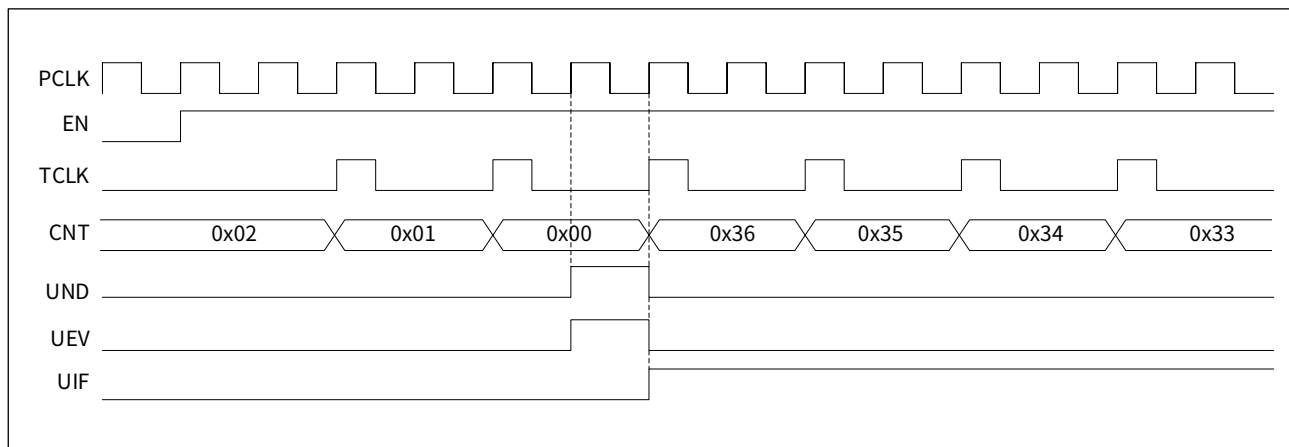 PCLK
EN
TCLK
CNT 0x02 0x01 0x00 0x36 0x35 0x34 0x33
UND
UEV
UIF